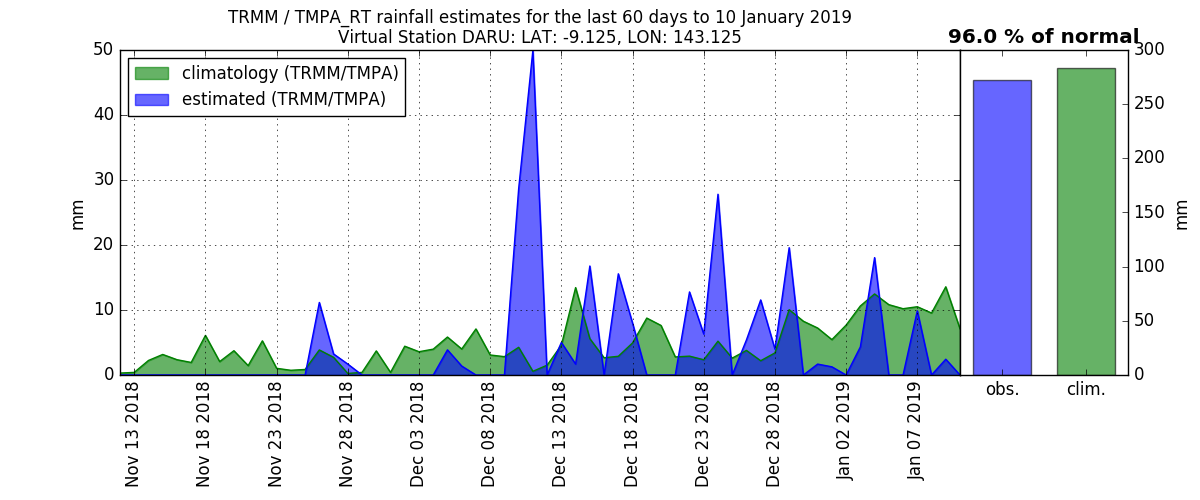 TRMM / TMPA_RT rainfall estimates for the last 60 days to 10 January 2019
Virtual Station DARU: LAT: -9.125, LON: 143.125
96.0 % of normal
climatology (TRMM/TMPA)
estimated (TRMM/TMPA)
mm
50
40
30
20
10
0
Nov 13 2018
Nov 18 2018
Nov 23 2018
Nov 28 2018
Dec 03 2018
Dec 08 2018
Dec 13 2018
Dec 18 2018
Dec 23 2018
Dec 28 2018
Jan 02 2019
Jan 07 2019
obs.
clim.
300
250
200
150
100
50
0
mm